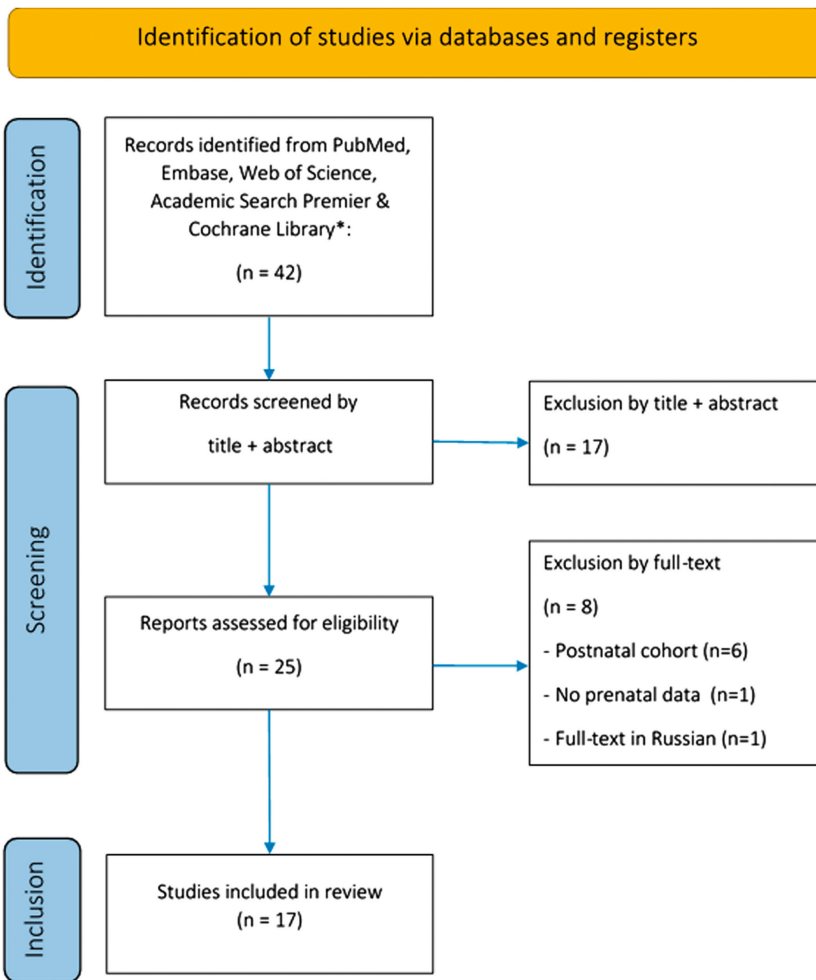 Identification of studies via databases and registers
Identification
Records identified from PubMed,
Embase, Web of Science,
Academic Search Premier &
Cochrane Library*:
(n = 42)
Screening
Records screened by
title + abstract
Exclusion by title + abstract
(n = 17)
Reports assessed for eligibility
(n = 25)
Exclusion by full-text
(n = 8)
- Postnatal cohort (n=6)
- No prenatal data (n=1)
- Full-text in Russian (n=1)
Inclusion
Studies included in review
(n = 17)